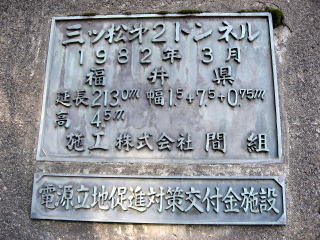 三ッ松才2トンネル
1982年3月
福井県
延長213.0m 幅1.5+7.5+0.75m
高 4.5m
施工 株式会社 間組
電源立地促進対策交付金施設